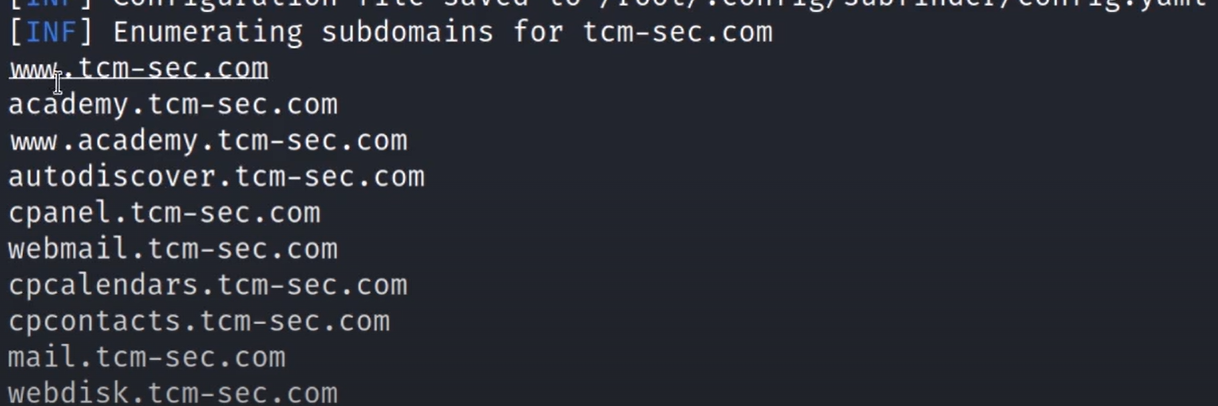 [INF] Configuration file saved to /root/.config/subfinder/config.yaml
[INF] Enumerating subdomains for tcm-sec.com
www.tcm-sec.com
academy.tcm-sec.com
www.academy.tcm-sec.com
autodiscover.tcm-sec.com
cpanel.tcm-sec.com
webmail.tcm-sec.com
cpcalendars.tcm-sec.com
cpcontacts.tcm-sec.com
mail.tcm-sec.com
webdisk.tcm-sec.com